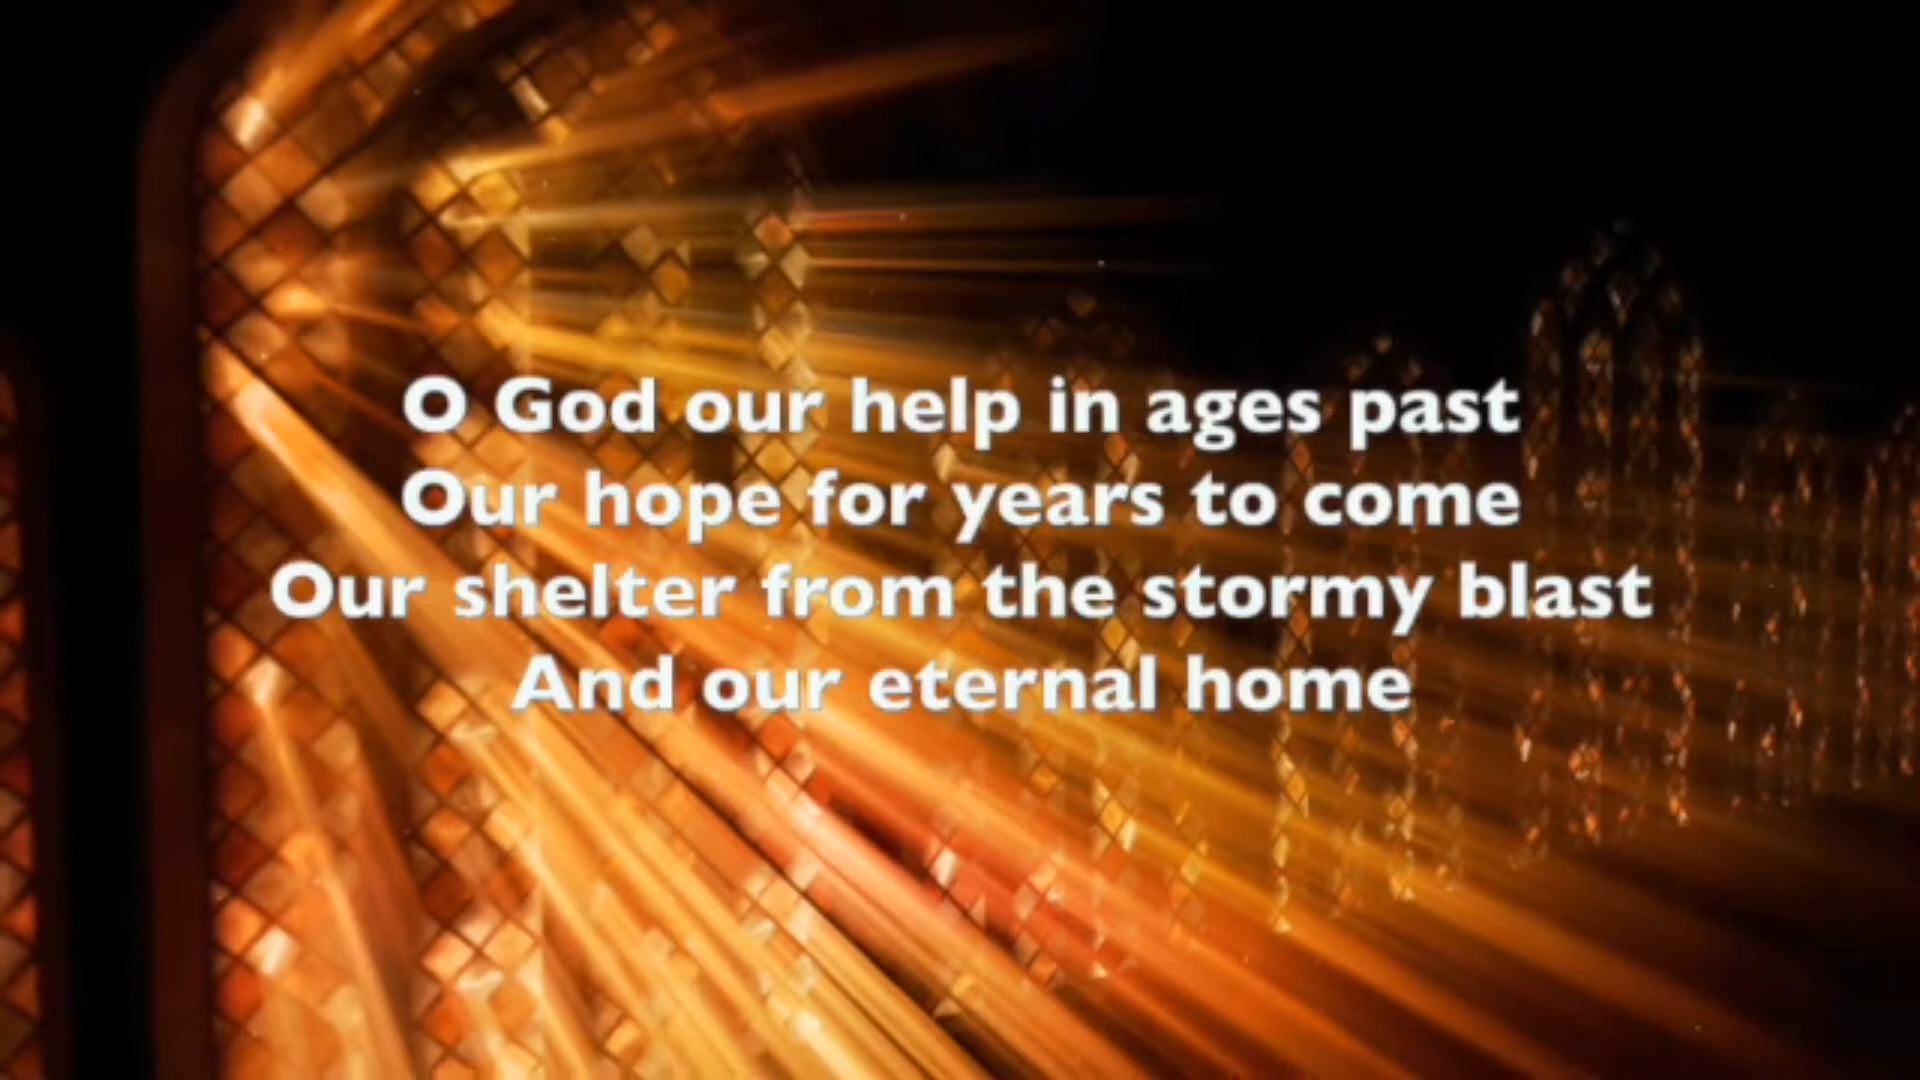 O God our help in ages past
Our hope for years to come
Our shelter from the stormy blast
And our eternal home